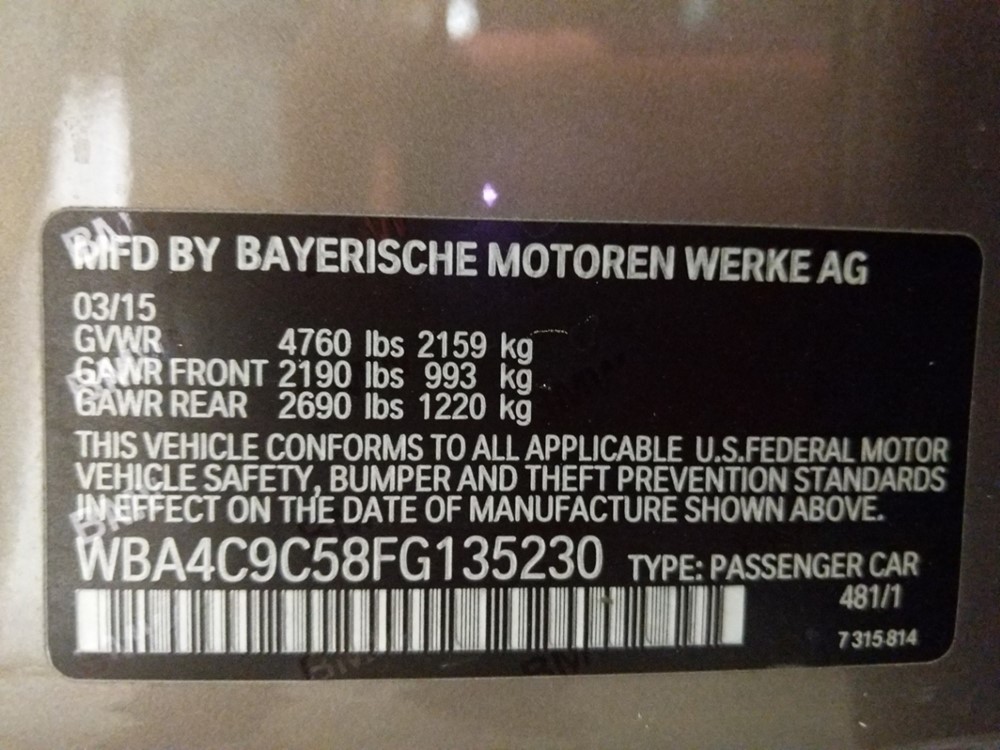 MFD BY BAYERISCHE MOTOREN WERKE AG
03/15
GVWR 4760 lbs 2159 kg
GAWR FRONT 2190 lbs 993 kg
GAWR REAR 2690 lbs 1220 kg
THIS VEHICLE CONFORMS TO ALL APPLICABLE U.S.FEDERAL MOTOR
VEHICLE SAFETY, BUMPER AND THEFT PREVENTION STANDARDS
IN EFFECT ON THE DATE OF MANUFACTURE SHOWN ABOVE.
WBA4C9C58FG135230 TYPE: PASSENGER CAR
481/1
7 315 814